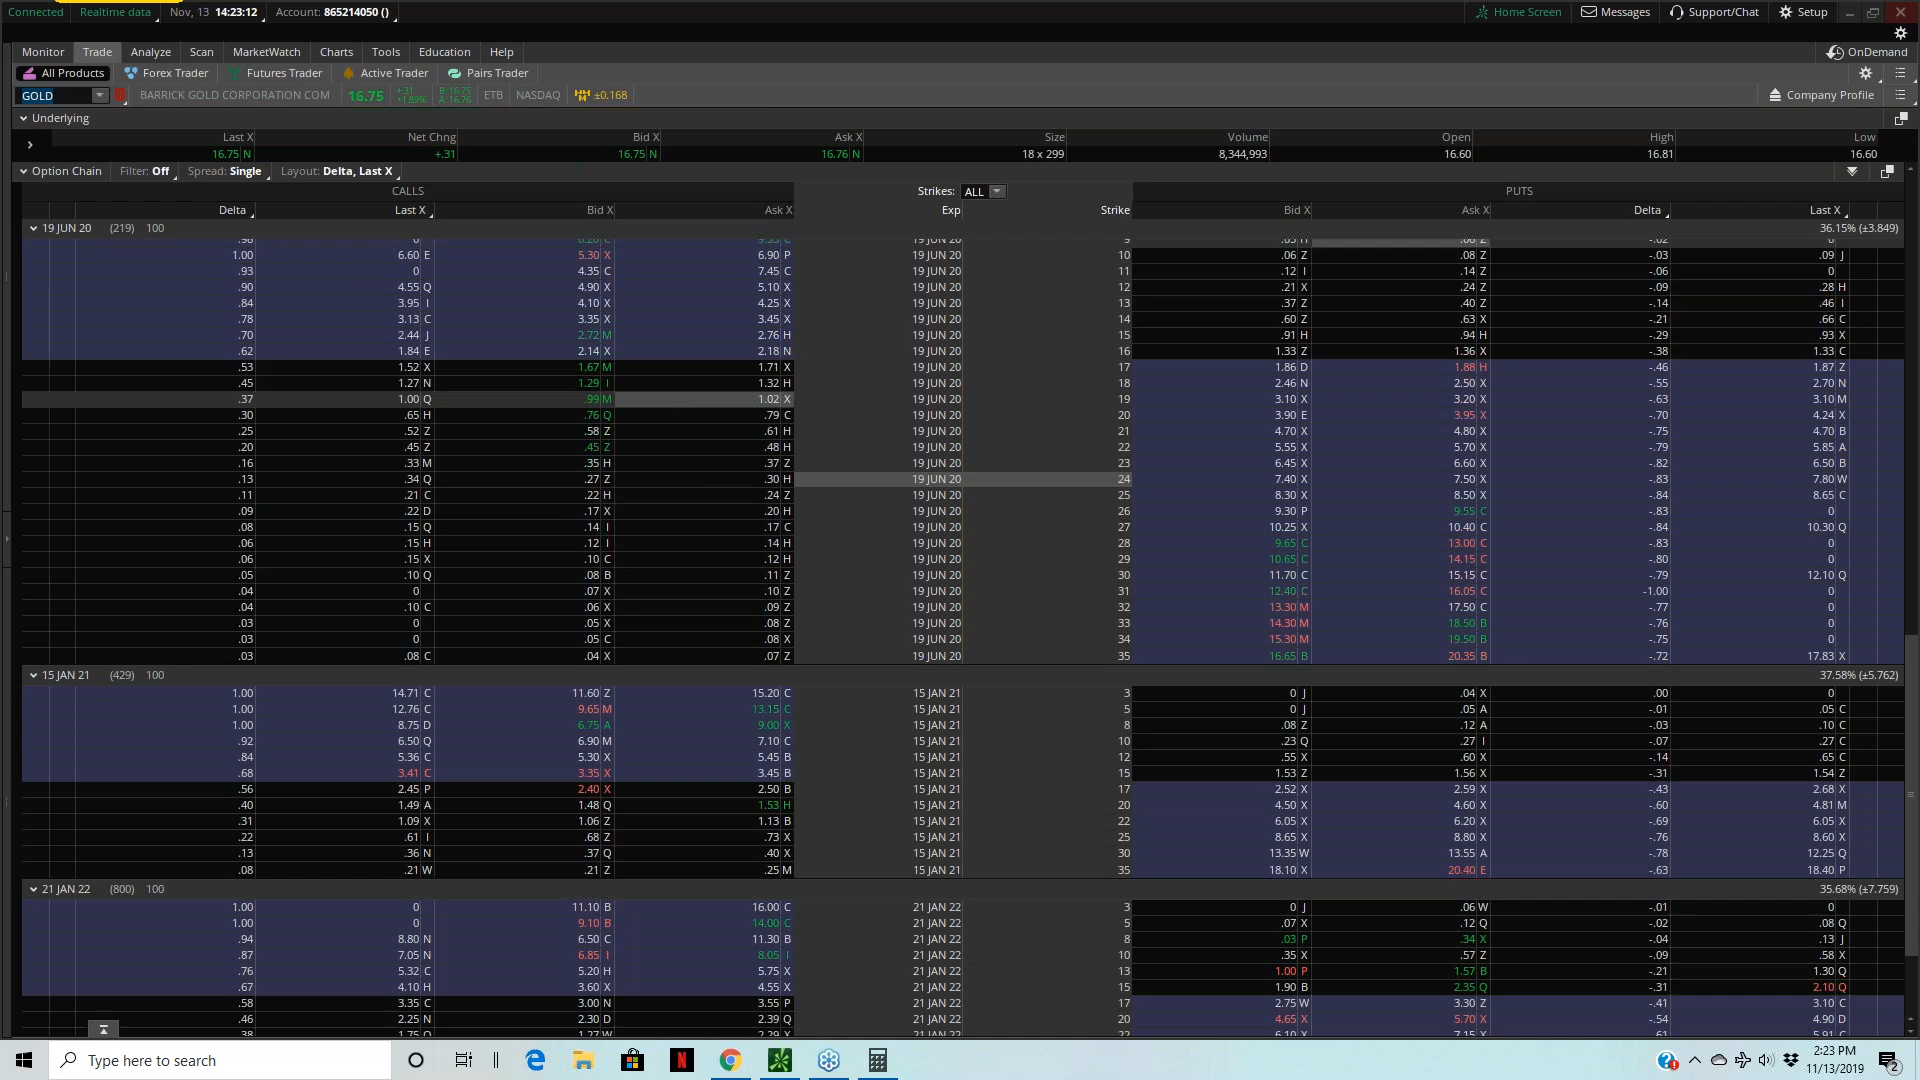 Connected Realtime data Nov, 13 14:23:12 Account: 865214050 () Home Screen Messages Support/Chat Setup
Monitor Trade Analyze Scan MarketWatch Charts Tools Education Help OnDemand
All Products Forex Trader Futures Trader Active Trader Pairs Trader
GOLD BARRICK GOLD CORPORATION COM 16.75 +.31 +1.89% B: 16.75 A: 16.76 ETB NASDAQ ±0.168 Company Profile
Underlying
Last X Net Chng Bid X Ask X Size Volume Open High Low
16.75 N +.31 16.75 N 16.76 N 18 x 299 8,344,993 16.60 16.81 16.60
Option Chain Filter: Off Spread: Single Layout: Delta, Last X
CALLS Strikes: ALL PUTS
Delta Last X Bid X Ask X Exp Strike Bid X Ask X Delta Last X
19 JUN 20 (219) 100 36.15% (±3.849)
.98 0 6.20 C 9.55 C 19 JUN 20 9 .03 H .06 Z -.02 0
1.00 6.60 E 5.30 X 6.90 P 19 JUN 20 10 .06 Z .08 Z -.03 .09 J
.93 0 4.35 C 7.45 C 19 JUN 20 11 .12 I .14 Z -.06 0
.90 4.55 Q 4.90 X 5.10 X 19 JUN 20 12 .21 X .24 Z -.09 .28 H
.84 3.95 I 4.10 X 4.25 X 19 JUN 20 13 .37 Z .40 Z -.14 .46 I
.78 3.13 C 3.35 X 3.45 X 19 JUN 20 14 .60 Z .63 X -.21 .66 C
.70 2.44 J 2.72 M 2.76 H 19 JUN 20 15 .91 H .94 H -.29 .93 X
.62 1.84 E 2.14 X 2.18 N 19 JUN 20 16 1.33 Z 1.36 X -.38 1.33 C
.53 1.52 X 1.67 M 1.71 X 19 JUN 20 17 1.86 D 1.88 H -.46 1.87 Z
.45 1.27 N 1.29 I 1.32 H 19 JUN 20 18 2.46 N 2.50 X -.55 2.70 N
.37 1.00 Q .99 M 1.02 X 19 JUN 20 19 3.10 X 3.20 X -.63 3.10 M
.30 .65 H .76 Q .79 C 19 JUN 20 20 3.90 E 3.95 X -.70 4.24 X
.25 .52 Z .58 Z .61 H 19 JUN 20 21 4.70 X 4.80 X -.75 4.70 B
.20 .45 Z .45 Z .48 H 19 JUN 20 22 5.55 X 5.70 X -.79 5.85 A
.16 .33 M .35 H .37 Z 19 JUN 20 23 6.45 X 6.60 X -.82 6.50 B
.13 .34 Q .27 Z .30 H 19 JUN 20 24 7.40 X 7.50 X -.83 7.80 W
.11 .21 C .22 H .24 Z 19 JUN 20 25 8.30 X 8.50 X -.84 8.65 C
.09 .22 D .17 X .20 H 19 JUN 20 26 9.30 P 9.55 C -.83 0
.08 .15 Q .14 I .17 C 19 JUN 20 27 10.25 X 10.40 C -.84 10.30 Q
.06 .15 H .12 I .14 H 19 JUN 20 28 9.65 C 13.00 C -.83 0
.06 .15 X .10 C .12 H 19 JUN 20 29 10.65 C 14.15 C -.80 0
.05 .10 Q .08 B .11 Z 19 JUN 20 30 11.70 C 15.15 C -.79 12.10 Q
.04 0 .07 X .10 Z 19 JUN 20 31 12.40 C 16.05 C -1.00 0
.04 .10 C .06 X .09 Z 19 JUN 20 32 13.30 M 17.50 C -.77 0
.03 0 .05 X .08 Z 19 JUN 20 33 14.30 M 18.50 B -.76 0
.03 0 .05 C .08 X 19 JUN 20 34 15.30 M 19.50 B -.75 0
.03 .08 C .04 X .07 Z 19 JUN 20 35 16.65 B 20.35 B -.72 17.83 X
15 JAN 21 (429) 100 37.58% (±5.762)
1.00 14.71 C 11.60 Z 15.20 C 15 JAN 21 3 0 J .04 X .00 0
1.00 12.76 C 9.65 M 13.15 C 15 JAN 21 5 0 J .05 A -.01 .05 C
1.00 8.75 D 6.75 A 9.00 X 15 JAN 21 8 .08 Z .12 A -.03 .10 C
.92 6.50 Q 6.90 M 7.10 C 15 JAN 21 10 .23 Q .27 I -.07 .27 C
.84 5.36 C 5.30 X 5.45 B 15 JAN 21 12 .55 X .60 X -.14 .65 C
.68 3.41 C 3.35 X 3.45 B 15 JAN 21 15 1.53 Z 1.56 X -.31 1.54 Z
.56 2.45 P 2.40 X 2.50 B 15 JAN 21 17 2.52 X 2.59 X -.43 2.68 X
.40 1.49 A 1.48 Q 1.53 H 15 JAN 21 20 4.50 X 4.60 X -.60 4.81 M
.31 1.09 X 1.06 Z 1.13 B 15 JAN 21 22 6.05 X 6.20 X -.69 6.05 X
.22 .61 I .68 Z .73 X 15 JAN 21 25 8.65 X 8.80 X -.76 8.60 X
.13 .36 N .37 Q .40 X 15 JAN 21 30 13.35 W 13.55 A -.78 12.25 Q
.08 .21 W .21 Z .25 M 15 JAN 21 35 18.10 X 20.40 E -.63 18.40 P
21 JAN 22 (800) 100 35.68% (±7.759)
1.00 0 11.10 B 16.00 C 21 JAN 22 3 0 J .06 W -.01 0
1.00 0 9.10 B 14.00 C 21 JAN 22 5 .07 X .12 Q -.02 .08 Q
.94 8.80 N 6.50 C 11.30 B 21 JAN 22 8 .03 P .34 X -.04 .13 J
.87 7.05 N 6.85 I 8.05 I 21 JAN 22 10 .35 X .57 Z -.09 .58 X
.76 5.32 C 5.20 H 5.75 X 21 JAN 22 13 1.00 P 1.57 B -.21 1.30 Q
.67 4.10 H 3.60 X 4.55 X 21 JAN 22 15 1.90 B 2.35 Q -.31 2.10 Q
.58 3.35 C 3.00 N 3.55 P 21 JAN 22 17 2.75 W 3.30 Z -.41 3.10 C
.46 2.25 N 2.30 D 2.39 Q 21 JAN 22 20 4.65 X 5.70 X -.54 4.90 D
.38 1.75 Q 1.27 W 2.29 X 21 JAN 22 22 6.10 X 7.15 X -.61 5.91 C
Type here to search 2:23 PM
11/13/2019 2